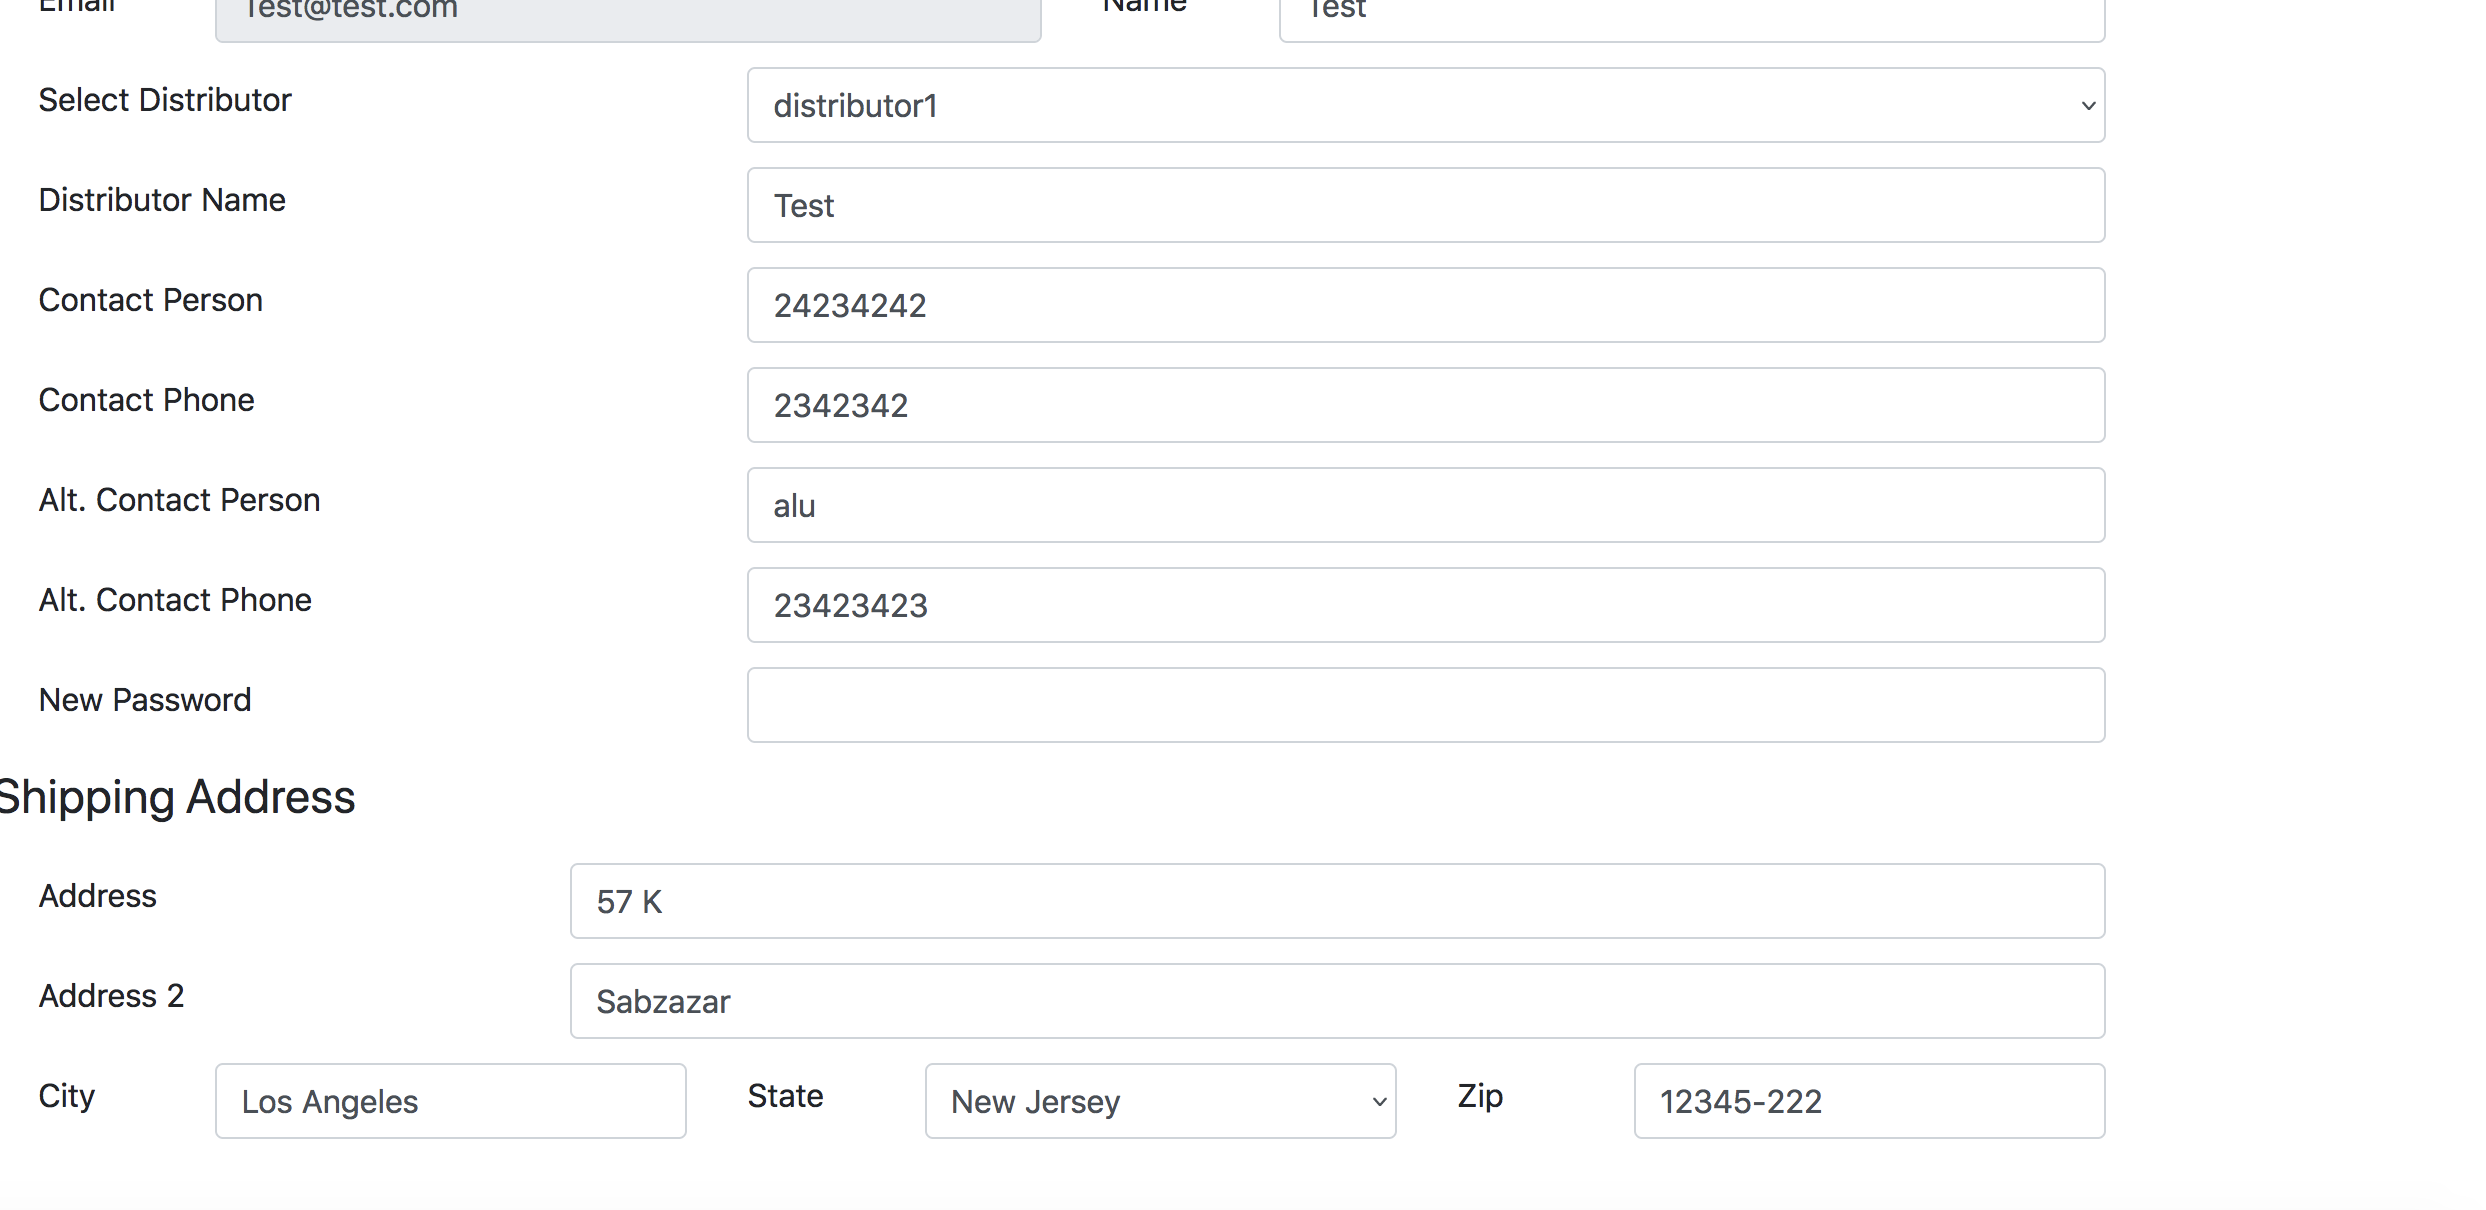 Email Test@test.com Name Test
Select Distributor distributor1
Distributor Name Test
Contact Person 24234242
Contact Phone 2342342
Alt. Contact Person alu
Alt. Contact Phone 23423423
New Password
Shipping Address
Address 57 K
Address 2 Sabzazar
City Los Angeles State New Jersey Zip 12345-222